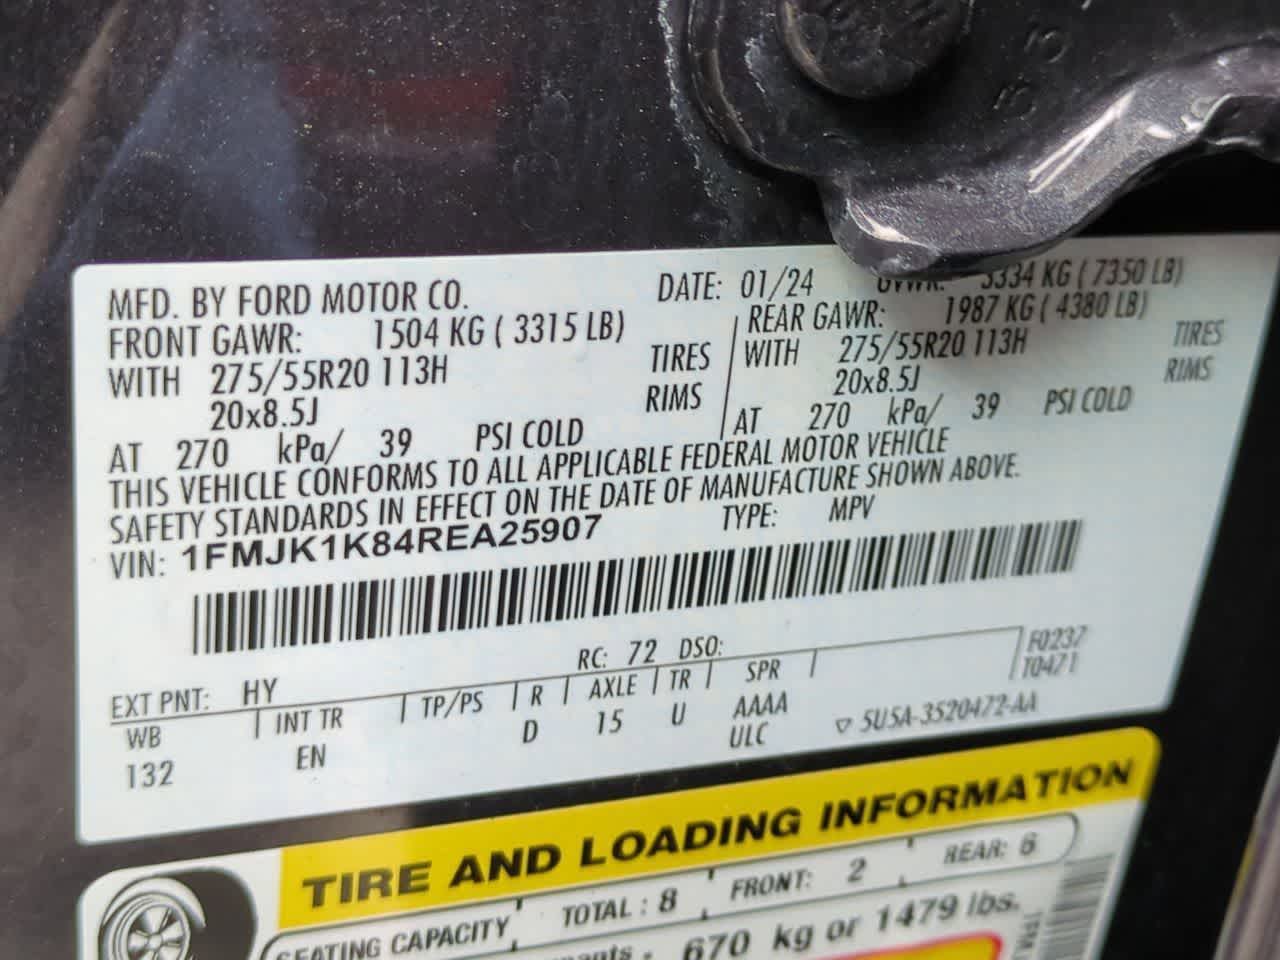 MFD. BY FORD MOTOR CO. DATE: 01/24 GVWR: 3334 KG ( 7350 LB)
FRONT GAWR: 1504 KG ( 3315 LB) REAR GAWR: 1987 KG ( 4380 LB)
WITH 275/55R20 113H TIRES WITH 275/55R20 113H TIRES
20x8.5J RIMS 20x8.5J RIMS
AT 270 kPa/ 39 PSI COLD AT 270 kPa/ 39 PSI COLD
THIS VEHICLE CONFORMS TO ALL APPLICABLE FEDERAL MOTOR VEHICLE
SAFETY STANDARDS IN EFFECT ON THE DATE OF MANUFACTURE SHOWN ABOVE.
VIN: 1FMJK1K84REA25907 TYPE: MPV
F0237
RC: 72 DSO: T0471
EXT PNT: HY
WB INT TR TP/PS R AXLE TR SPR
132 EN D 15 U AAAA
ULC ▽ 5U5A-3520472-AA
TIRE AND LOADING INFORMATION
SEATING CAPACITY TOTAL : 8 FRONT: 2 REAR: 6
670 kg or 1479 lbs.